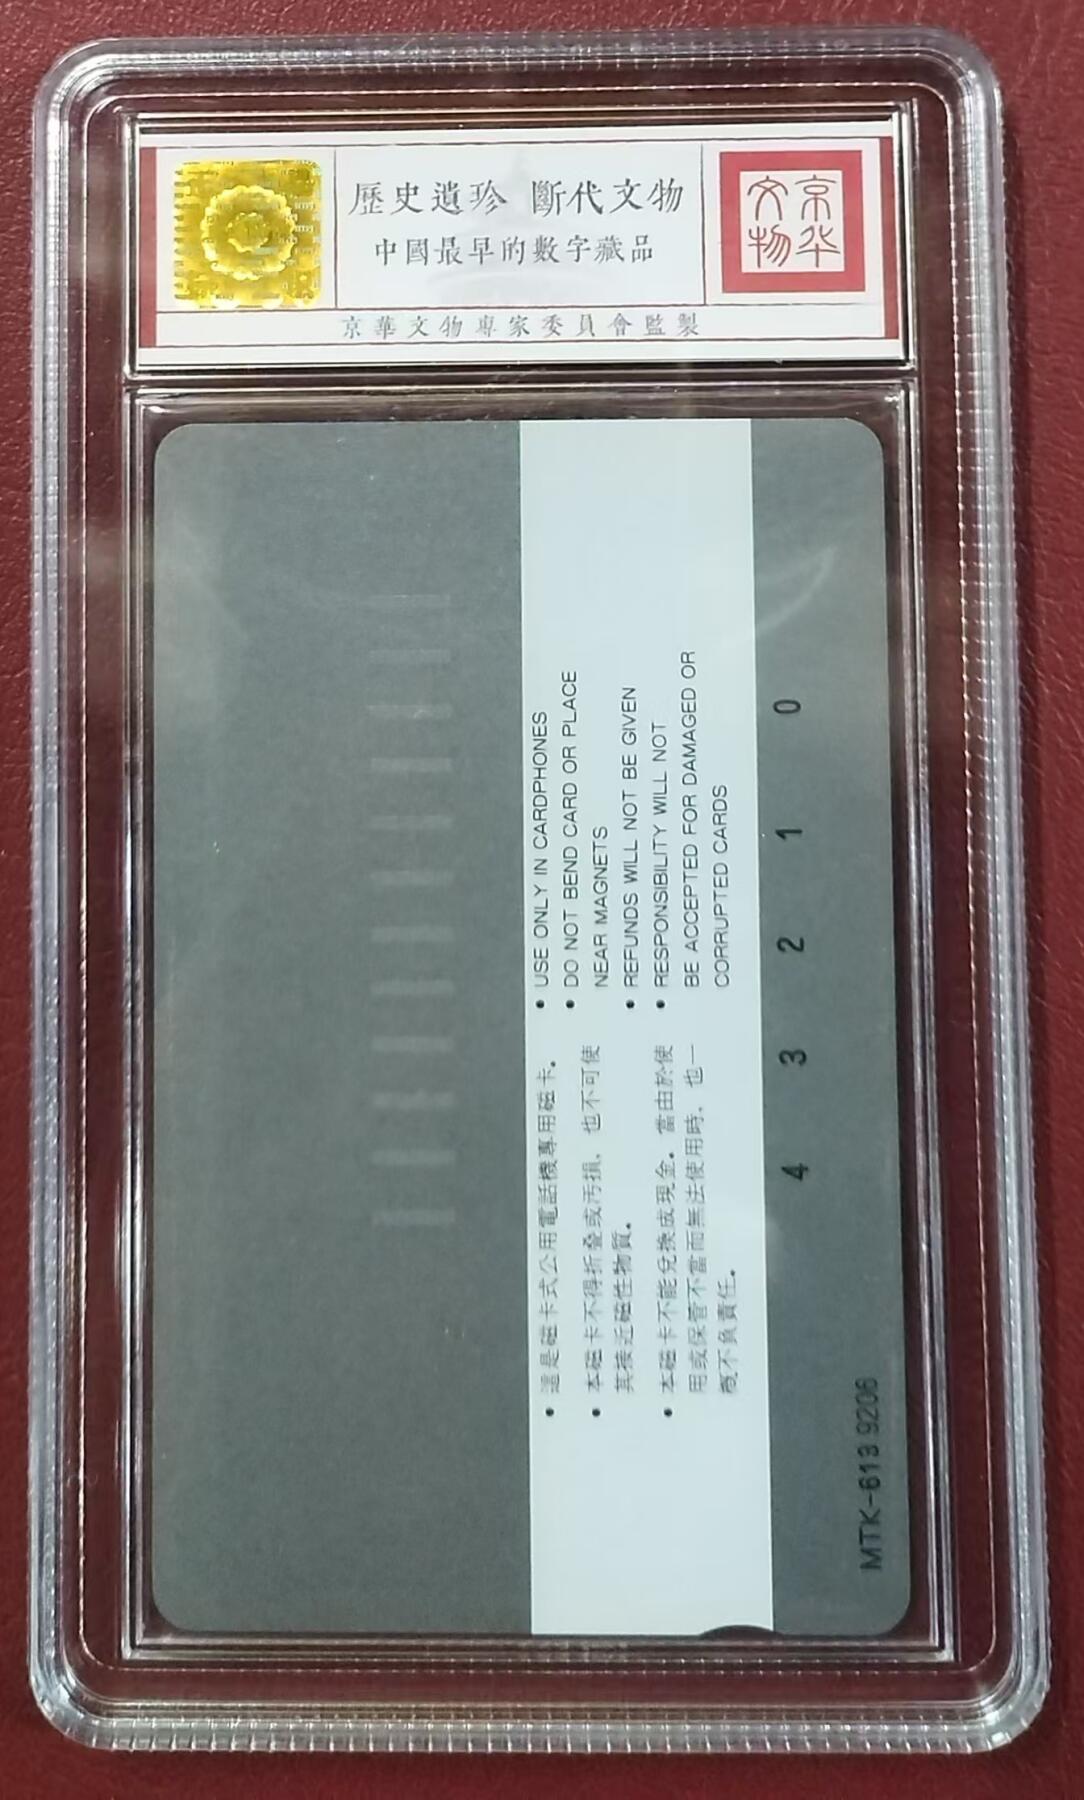 歷史遺珍 斷代文物
中國最早的數字藏品
京华
文物
京華文物專家委員會監製
• 這是磁卡式公用電話機專用磁卡。
• 本磁卡不得折叠或汚損，也不可使
其接近磁性物質。
• 本磁卡不能兌換成現金。當由於使
用或保管不當而無法使用時，也一
概不負責任。
• USE ONLY IN CARDPHONES
• DO NOT BEND CARD OR PLACE
NEAR MAGNETS
• REFUNDS WILL NOT BE GIVEN
• RESPONSIBILITY WILL NOT
BE ACCEPTED FOR DAMAGED OR
CORRUPTED CARDS
4 3 2 1 0
MTK-613 9206